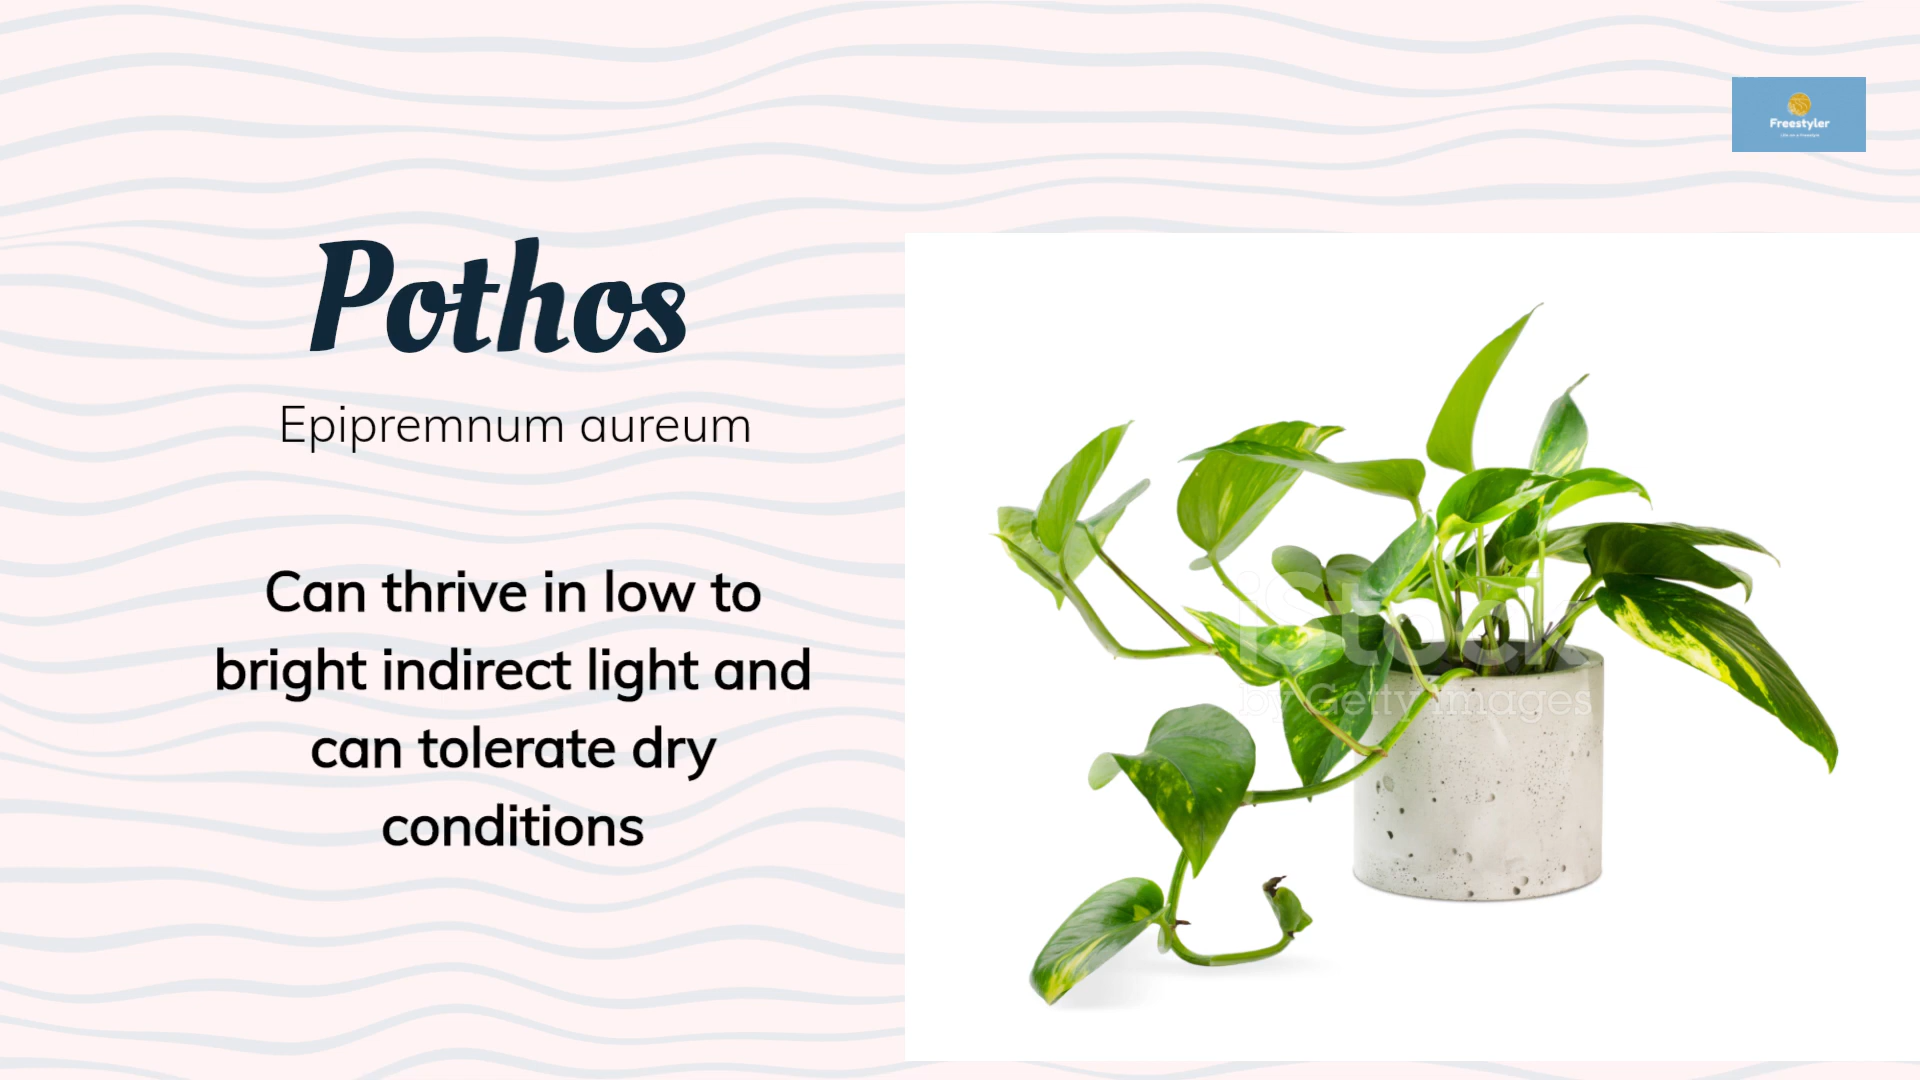 Freestyler
Pothos
Epipremnum aureum
Can thrive in low to
bright indirect light and
can tolerate dry
conditions
iStock
by Getty Images